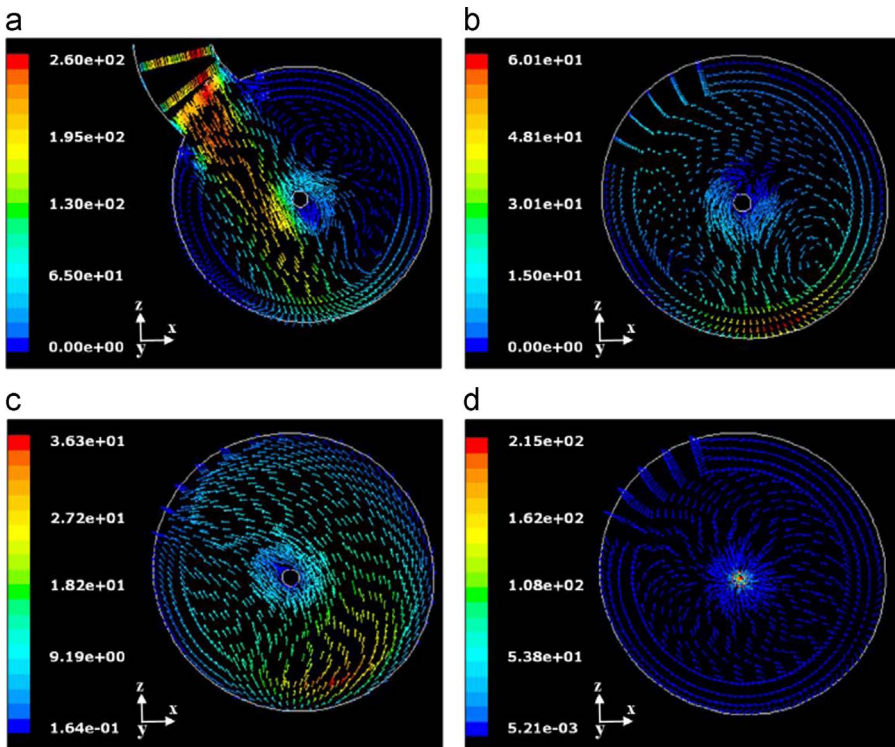 a
2.60e+02
1.95e+02
1.30e+02
6.50e+01
0.00e+00
z
x
y
b
6.01e+01
4.81e+01
3.01e+01
1.50e+01
0.00e+00
z
x
y
c
3.63e+01
2.72e+01
1.82e+01
9.19e+00
1.64e-01
z
x
y
d
2.15e+02
1.62e+02
1.08e+02
5.38e+01
5.21e-03
z
x
y